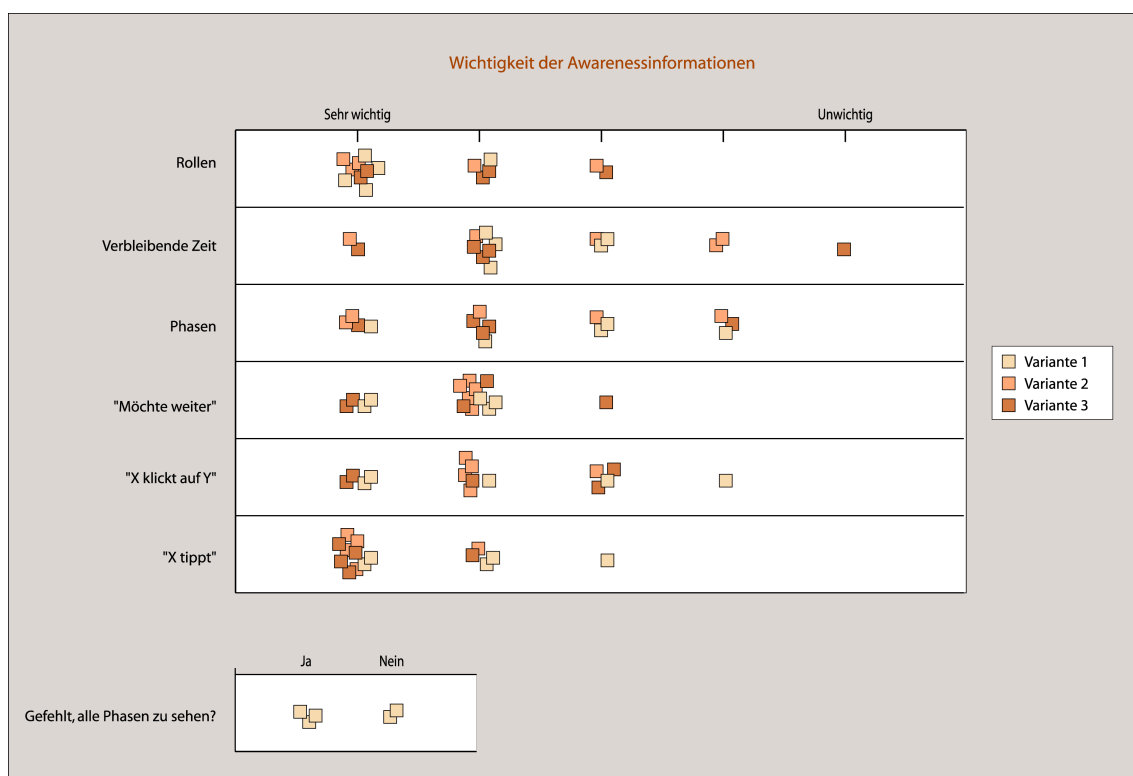 Wichtigkeit der Awarenessinformationen
Sehr wichtig
Unwichtig
Rollen
Verbleibende Zeit
Phasen
"Möchte weiter"
"X klickt auf Y"
"X tippt"
Variante 1
Variante 2
Variante 3
Ja
Nein
Gefehlt, alle Phasen zu sehen?